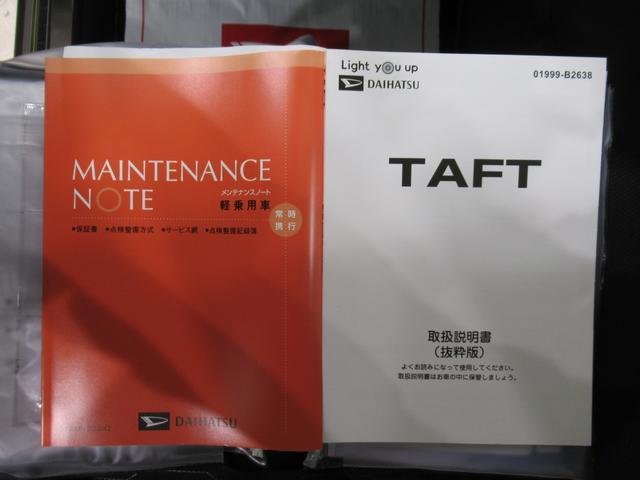 MAINTENANCE
NOTE
メンテナンスノート
軽乗用車
常時
携行
•保証書 •点検整備方式 •サービス網 •点検整備記録簿
DAIHATSU
Light you up
DAIHATSU
01999-B2638
TAFT
取扱説明書
(抜粋版)
よくお読みになって使用してください。
取扱説明書はお車の中に保管しましょう。